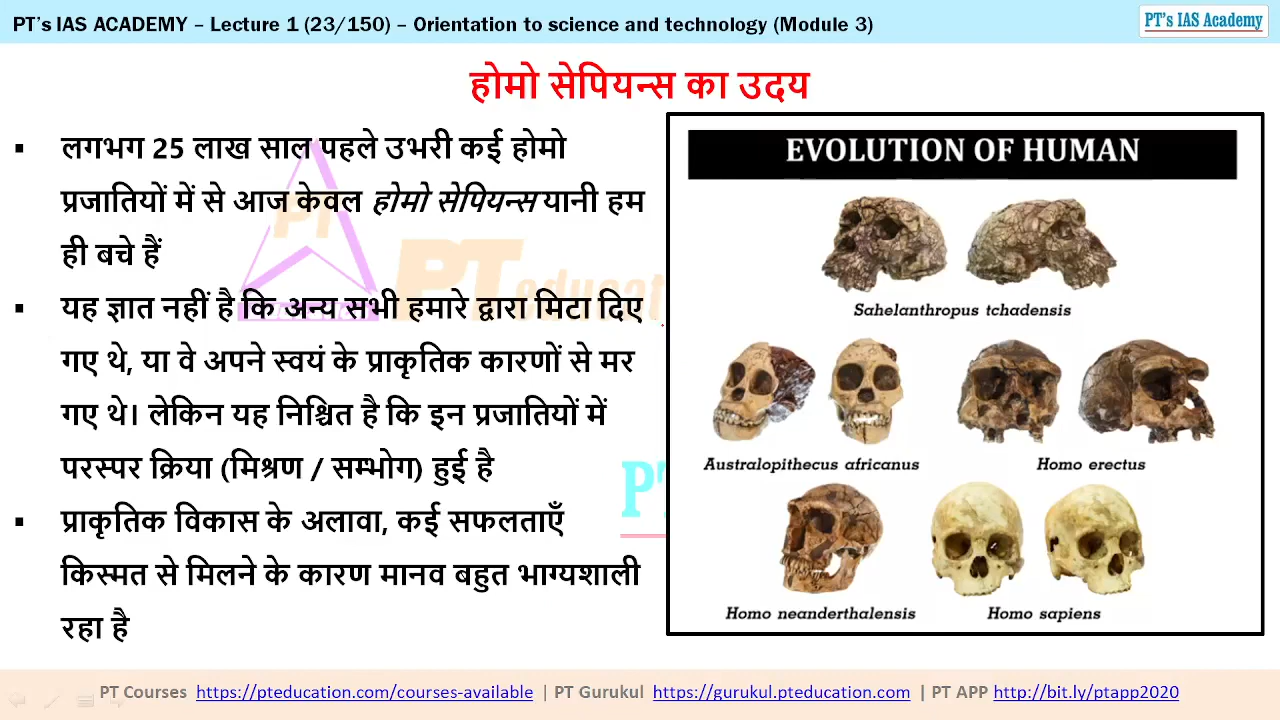 PT's IAS ACADEMY – Lecture 1 (23/150) – Orientation to science and technology (Module 3)
PT's IAS Academy
होमो सेपियन्स का उदय
▪ लगभग 25 लाख साल पहले उभरी कई होमो
प्रजातियों में से आज केवल होमो सेपियन्स यानी हम
ही बचे हैं
▪ यह ज्ञात नहीं है कि अन्य सभी हमारे द्वारा मिटा दिए
गए थे, या वे अपने स्वयं के प्राकृतिक कारणों से मर
गए थे। लेकिन यह निश्चित है कि इन प्रजातियों में
परस्पर क्रिया (मिश्रण / सम्भोग) हुई है
▪ प्राकृतिक विकास के अलावा, कई सफलताएँ
किस्मत से मिलने के कारण मानव बहुत भाग्यशाली
रहा है
PT
PT educat
PT
EVOLUTION OF HUMAN
Sahelanthropus tchadensis
Australopithecus africanus
Homo erectus
Homo neanderthalensis
Homo sapiens
PT Courses https://pteducation.com/courses-available | PT Gurukul https://gurukul.pteducation.com | PT APP http://bit.ly/ptapp2020